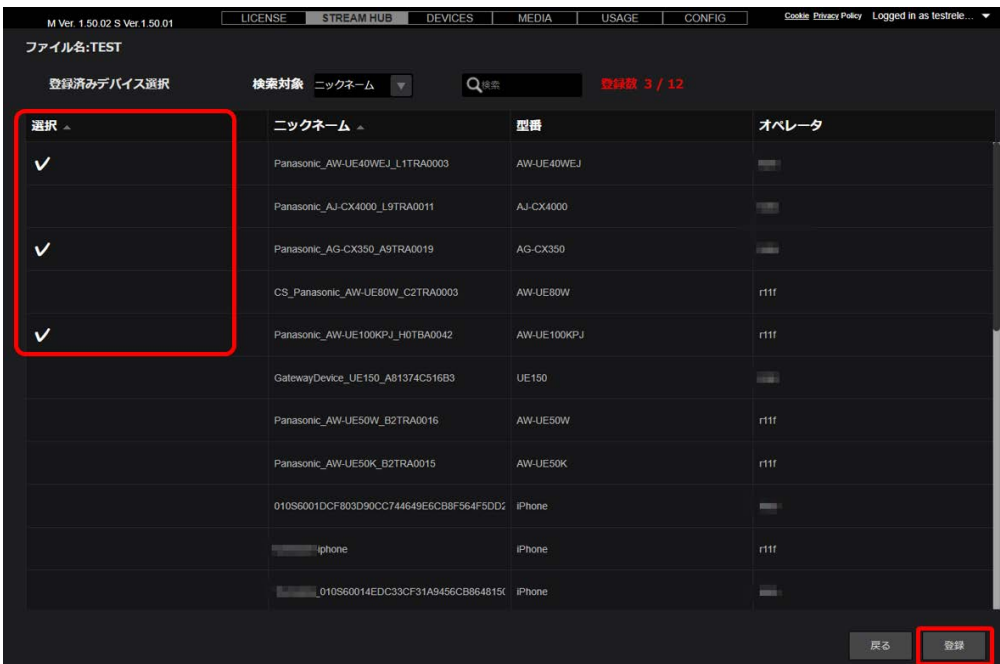 M Ver. 1.50.02 S Ver.1.50.01 LICENSE STREAM HUB DEVICES MEDIA USAGE CONFIG Cookie Privacy Policy Logged in as testrele...
ファイル名:TEST
登録済みデバイス選択 検索対象 ニックネーム 検索 登録数 3 / 12
選択 ニックネーム 型番 オペレータ
Panasonic_AW-UE40WEJ_L1TRA0003 AW-UE40WEJ
Panasonic_AJ-CX4000_L9TRA0011 AJ-CX4000
Panasonic_AG-CX350_A9TRA0019 AG-CX350
CS_Panasonic_AW-UE80W_C2TRA0003 AW-UE80W r11f
Panasonic_AW-UE100KPJ_H0TBA0042 AW-UE100KPJ r11f
GatewayDevice_UE150_A81374C516B3 UE150
Panasonic_AW-UE50W_B2TRA0016 AW-UE50W r11f
Panasonic_AW-UE50K_B2TRA0015 AW-UE50K r11f
010S6001DCF803D90CC744649E6CB8F564F5DD2 iPhone
iphone iPhone r11f
_010S60014EDC33CF31A9456CB864815( iPhone
戻る 登録